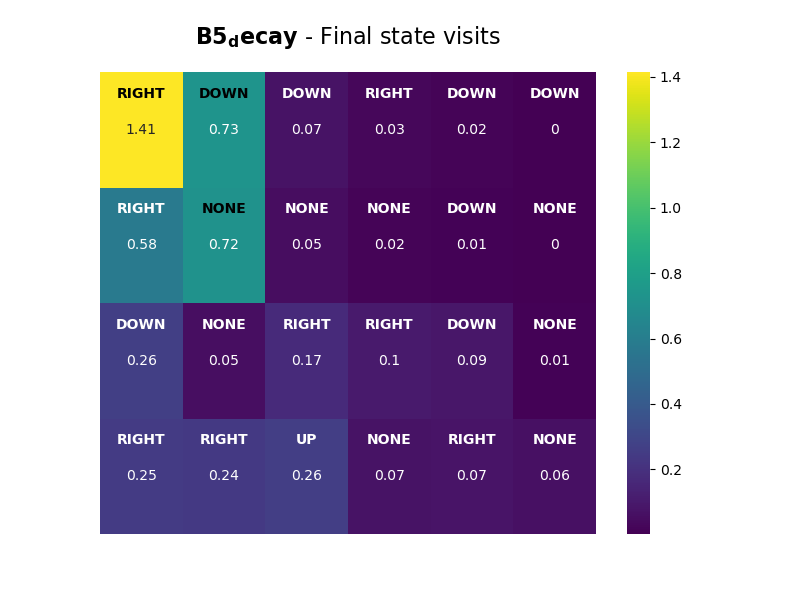 B5decay - Final state visits
RIGHT DOWN DOWN RIGHT DOWN DOWN
1.41 0.73 0.07 0.03 0.02 0
RIGHT NONE NONE NONE DOWN NONE
0.58 0.72 0.05 0.02 0.01 0
DOWN NONE RIGHT RIGHT DOWN NONE
0.26 0.05 0.17 0.1 0.09 0.01
RIGHT RIGHT UP NONE RIGHT NONE
0.25 0.24 0.26 0.07 0.07 0.06
1.4
1.2
1.0
0.8
0.6
0.4
0.2